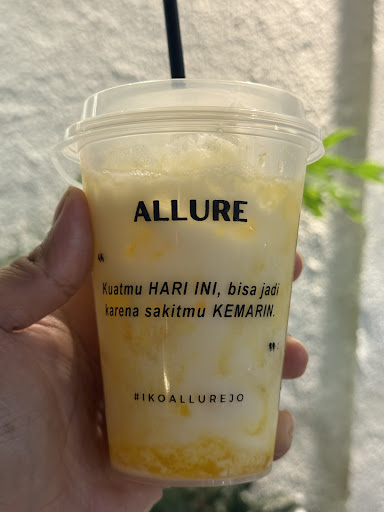 ALLURE
“
Kuatmu HARI INI, bisa jadi
karena sakitmu KEMARIN.
”
#IKOALLUREJO